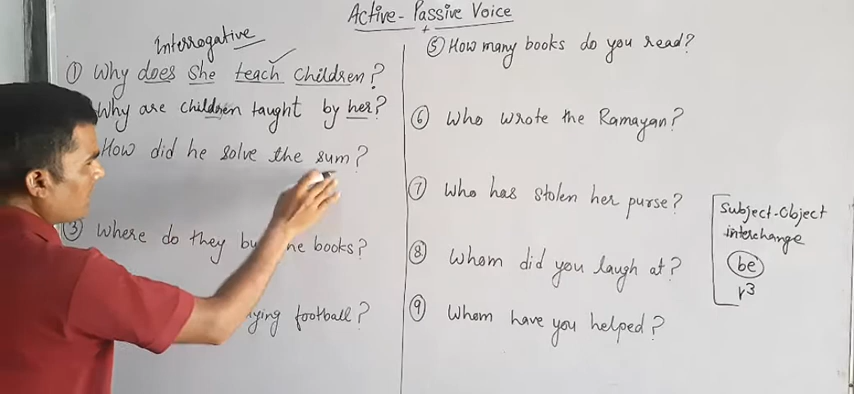 Active - Passive Voice
Interrogative
① Why does she teach children?
Why are children taught by her?
How did he solve the sum?
③ Where do they books?
football?
⑤ How many books do you read?
⑥ Who wrote the Ramayan?
⑦ Who has stolen her purse?
⑧ Whom did you laugh at?
⑨ Whom have you helped?
Subject-Object
interchange
be
V3